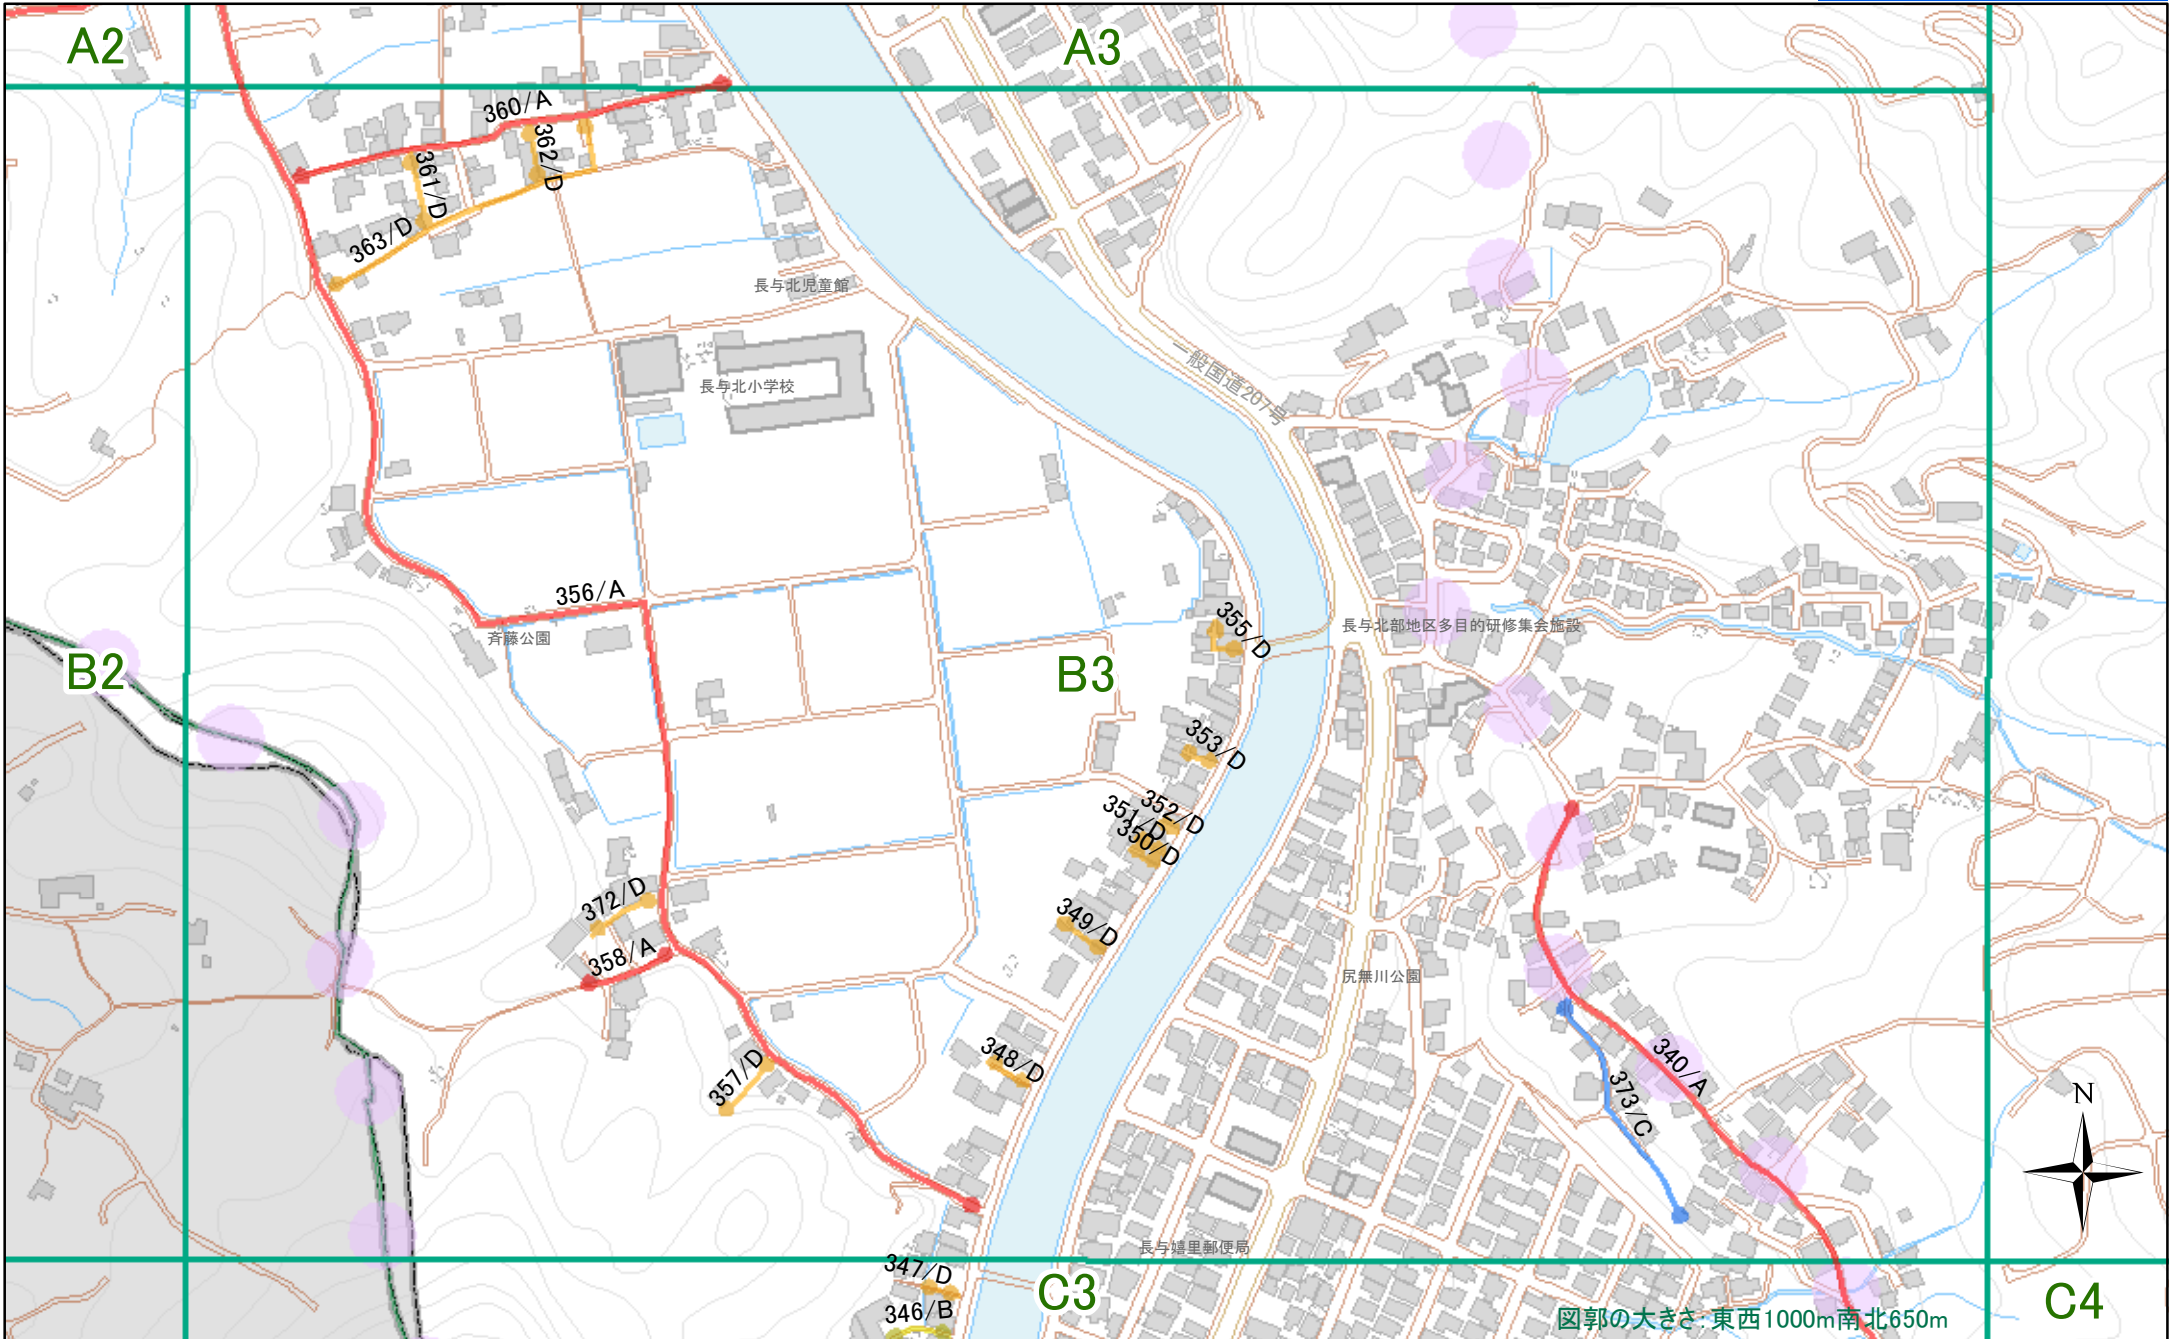 A2
A3
360/A
362/D
361/D
363/D
長与北児童館
長与北小学校
一般国道207号
356/A
斉藤公園
355/D
長与北部地区多目的研修集会施設
B2
B3
353/D
352/D
351/D
350/D
372/D
349/D
358/A
尻無川公園
348/D
357/D
340/A
373/C
N
長与嬉里郵便局
347/D
C3
346/B
C4
図郭の大きさ:東西1000m南北650m